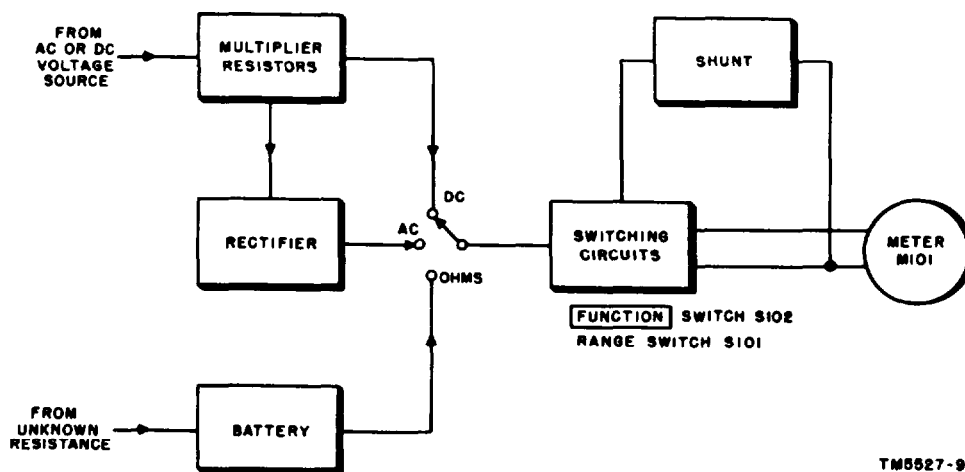 FROM
AC OR DC
VOLTAGE
SOURCE
MULTIPLIER
RESISTORS
SHUNT
DC
AC
RECTIFIER
SWITCHING
CIRCUITS
METER
M101
OHMS
FUNCTION SWITCH S102
RANGE SWITCH S101
FROM
UNKNOWN
RESISTANCE
BATTERY
TM5527-9